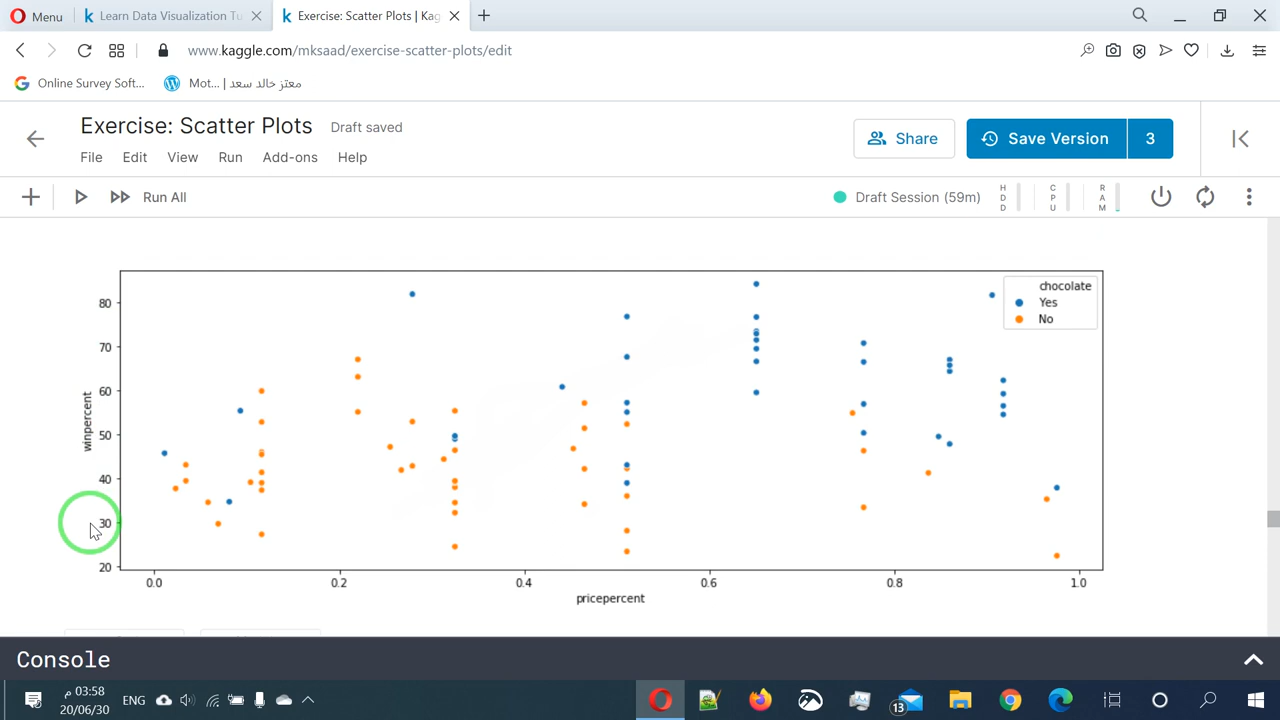 Menu
Learn Data Visualization Tu
Exercise: Scatter Plots | Kag
www.kaggle.com/mksaad/exercise-scatter-plots/edit
Online Survey Soft...
Mot... | معتز خالد سعد
Exercise: Scatter Plots
Draft saved
Share
Save Version
3
File Edit View Run Add-ons Help
Run All
Draft Session (59m)
HDD
CPU
RAM
chocolate
Yes
No
winpercent
80
70
60
50
40
30
20
0.0 0.2 0.4 0.6 0.8 1.0
pricepercent
Console
ENG
03:58 م
20/06/30
13